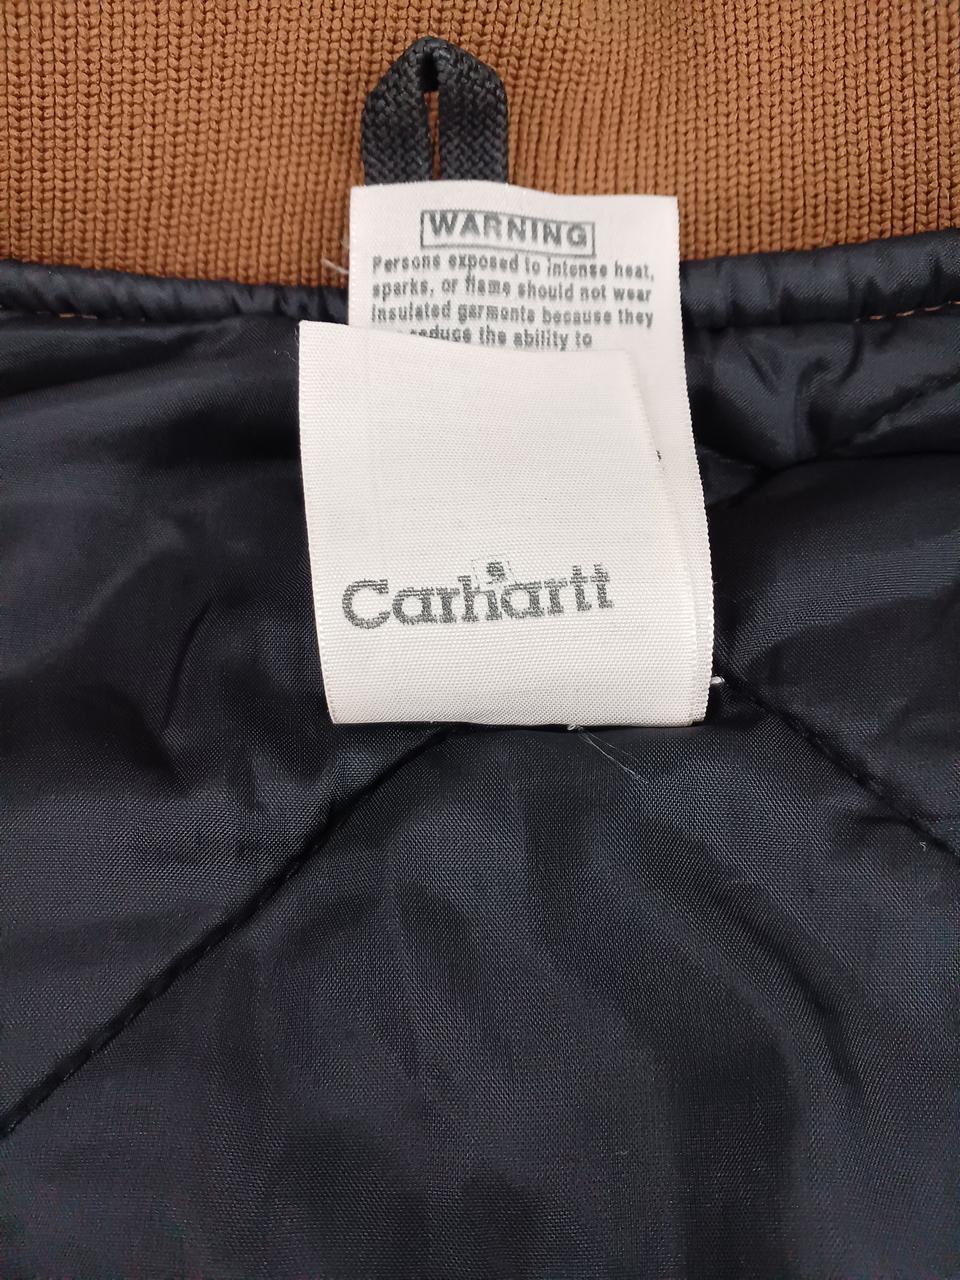 WARNING
Persons exposed to intense heat,
sparks, or flame should not wear
insulated garments because they
reduce the ability to
Carhartt